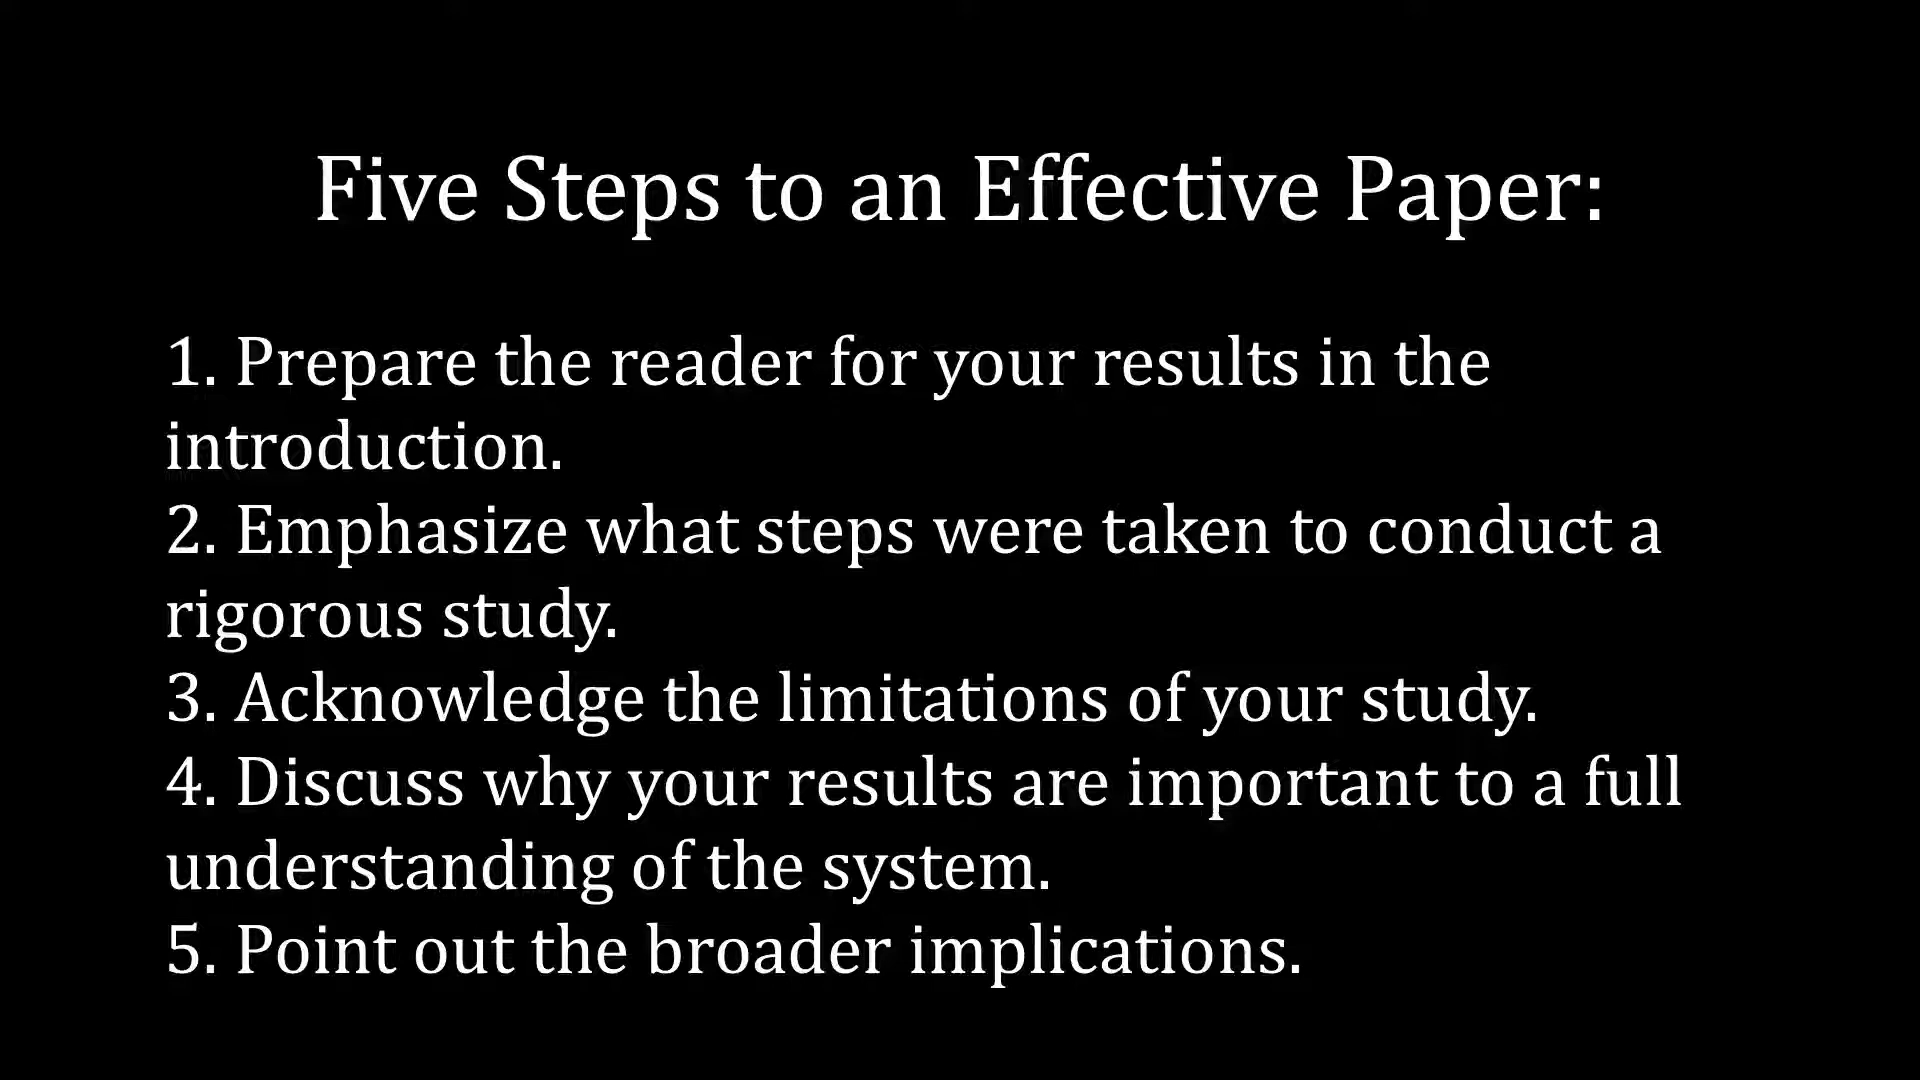 Five Steps to an Effective Paper:
1. Prepare the reader for your results in the
introduction.
2. Emphasize what steps were taken to conduct a
rigorous study.
3. Acknowledge the limitations of your study.
4. Discuss why your results are important to a full
understanding of the system.
5. Point out the broader implications.